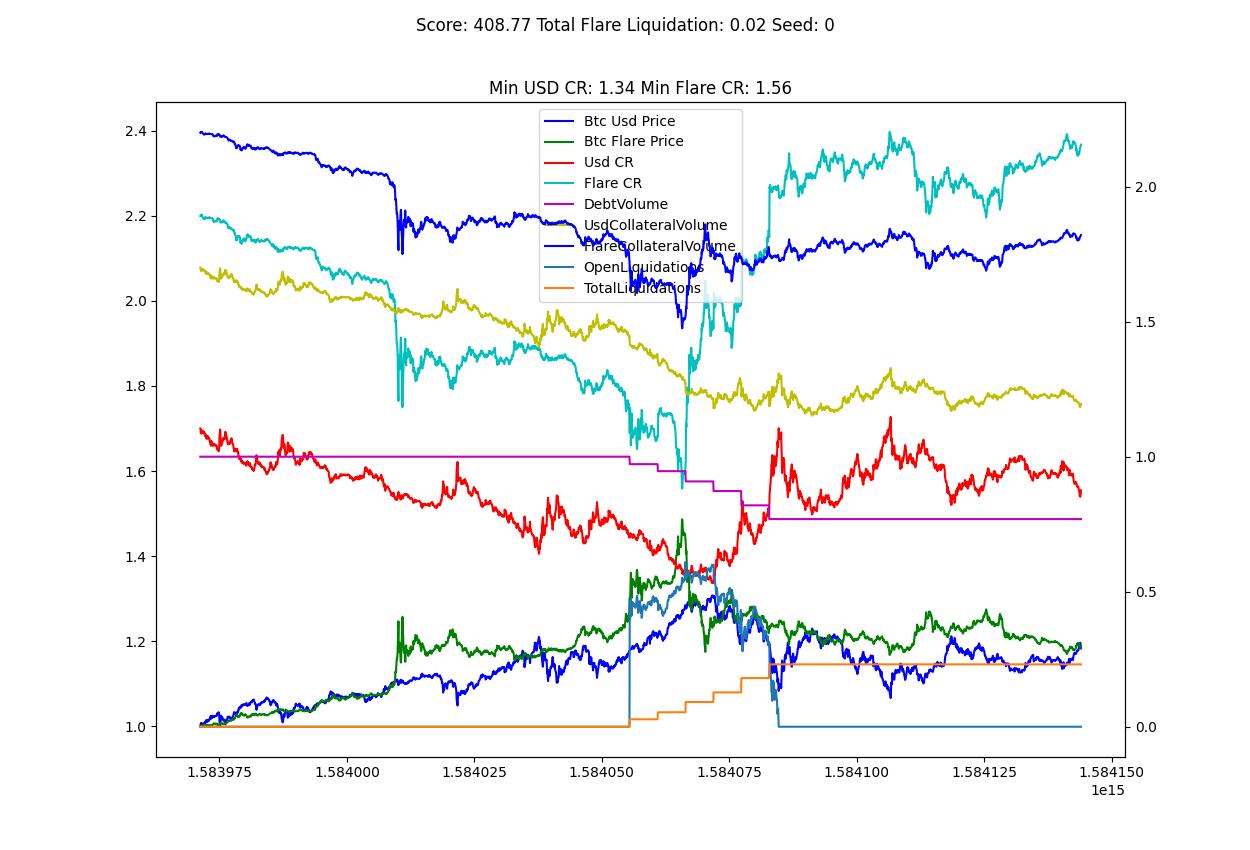 Score: 408.77 Total Flare Liquidation: 0.02 Seed: 0
Min USD CR: 1.34 Min Flare CR: 1.56
Btc Usd Price
Btc Flare Price
Usd CR
Flare CR
DebtVolume
UsdCollateralVolume
FlareCollateralVolume
OpenLiquidations
TotalLiquidations
2.4
2.2
2.0
1.8
1.6
1.4
1.2
1.0
2.0
1.5
1.0
0.5
0.0
1.583975
1.584000
1.584025
1.584050
1.584075
1.584100
1.584125
1.584150
1e15